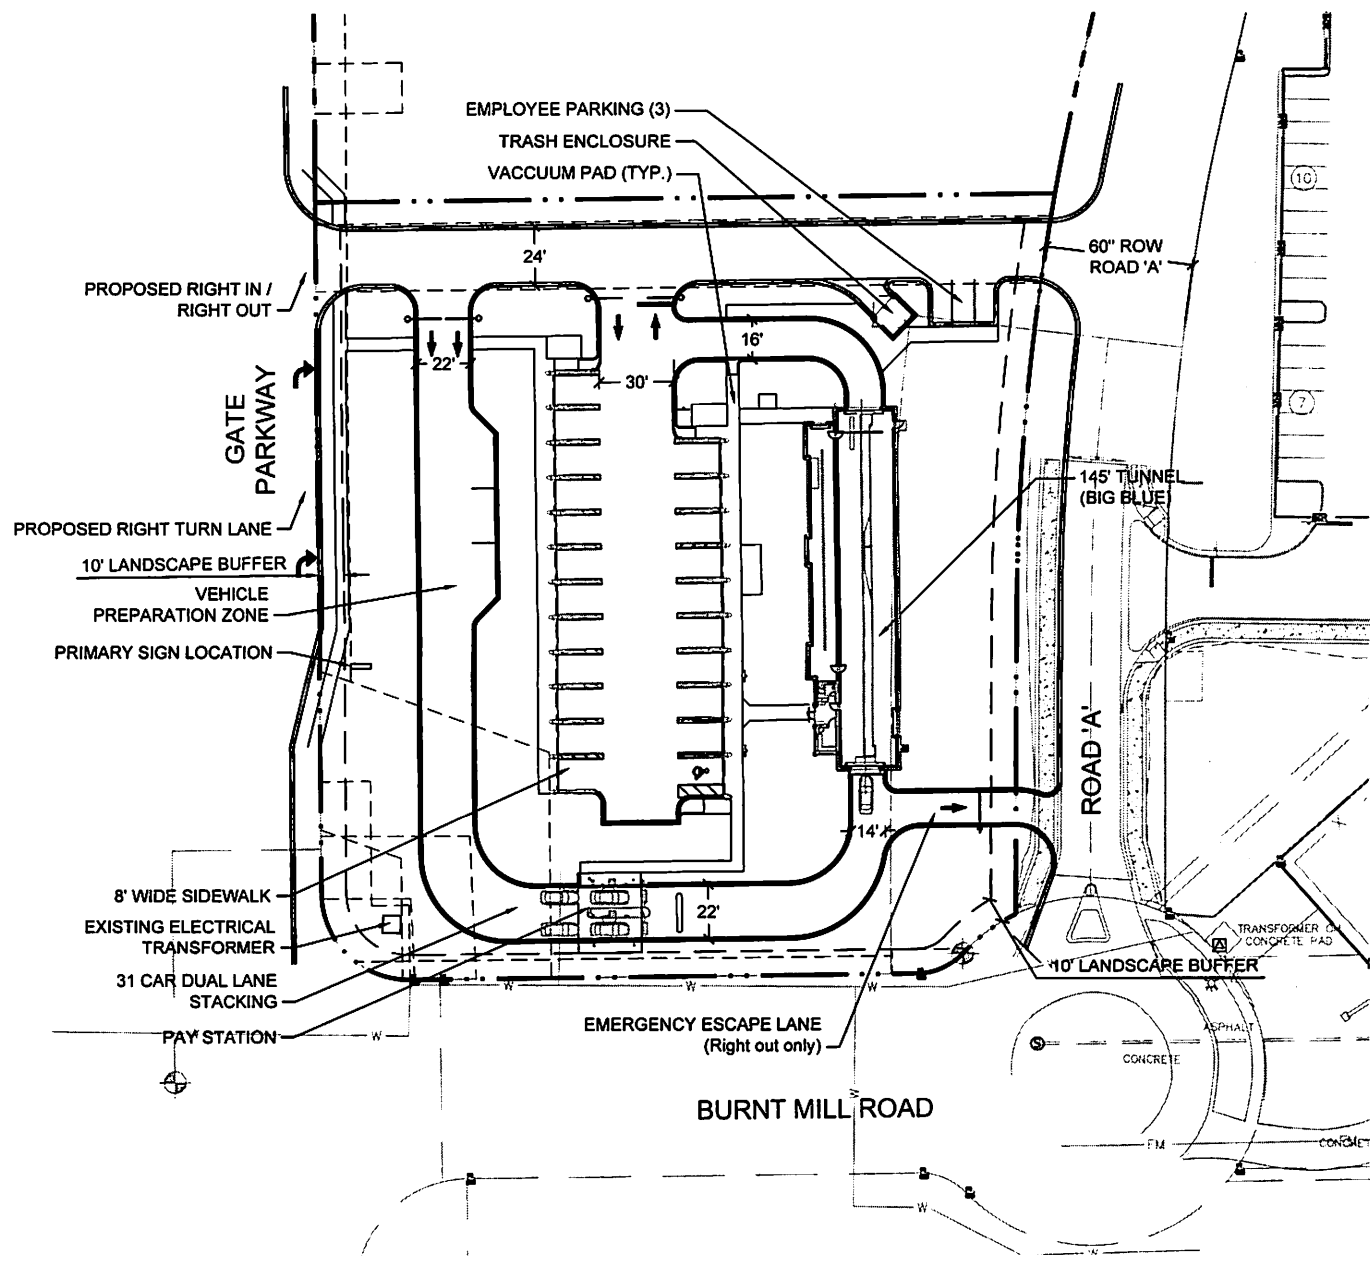 EMPLOYEE PARKING (3)
TRASH ENCLOSURE
VACCUUM PAD (TYP.)
10
60" ROW
ROAD 'A'
24'
PROPOSED RIGHT IN /
RIGHT OUT
16'
22'
30'
7
GATE
PARKWAY
145' TUNNEL
(BIG BLUE)
PROPOSED RIGHT TURN LANE
10' LANDSCAPE BUFFER
VEHICLE
PREPARATION ZONE
PRIMARY SIGN LOCATION
ROAD 'A'
14'
8' WIDE SIDEWALK
22'
EXISTING ELECTRICAL
TRANSFORMER
TRANSFORMER ON
CONCRETE PAD
10' LANDSCAPE BUFFER
31 CAR DUAL LANE
STACKING
W
W
W
EMERGENCY ESCAPE LANE
(Right out only)
PAY STATION
W
S
ASPHALT
CONCRETE
W
BURNT MILL ROAD
FM
FM
CONCRET
W
W